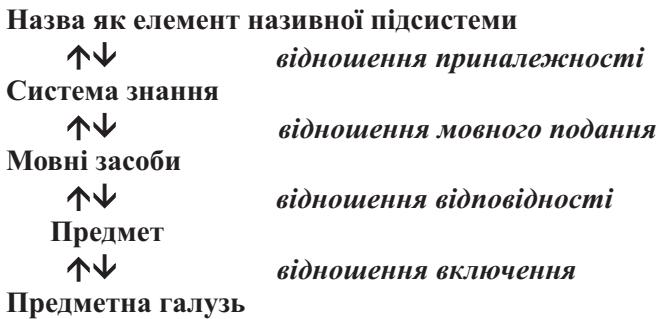 Назва як елемент називної підсистеми
↑↓ відношення приналежності
Система знання
↑↓ відношення мовного подання
Мовні засоби
↑↓ відношення відповідності
Предмет
↑↓ відношення включення
Предметна галузь